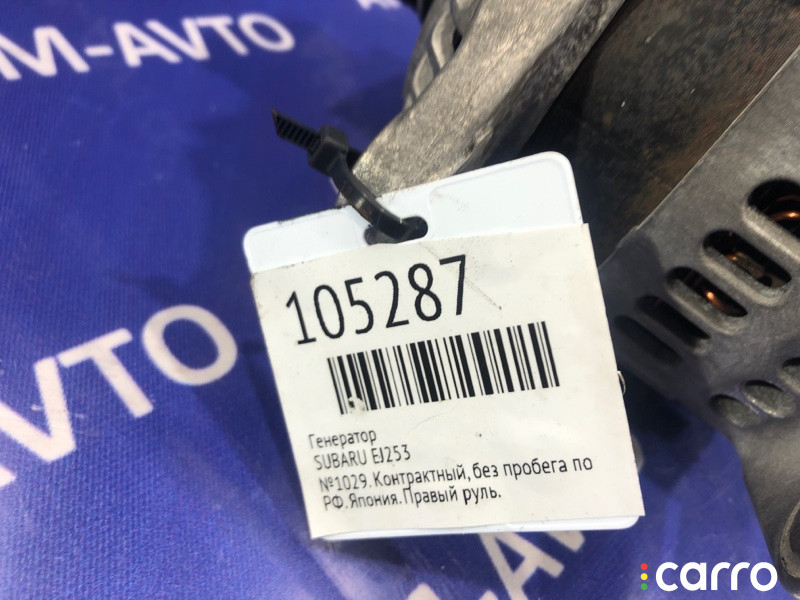 M-AVTO
105287
Генератор
SUBARU EJ253
№1029. Контрактный, без пробега по
РФ. Япония. Правый руль.
AVTO
carro